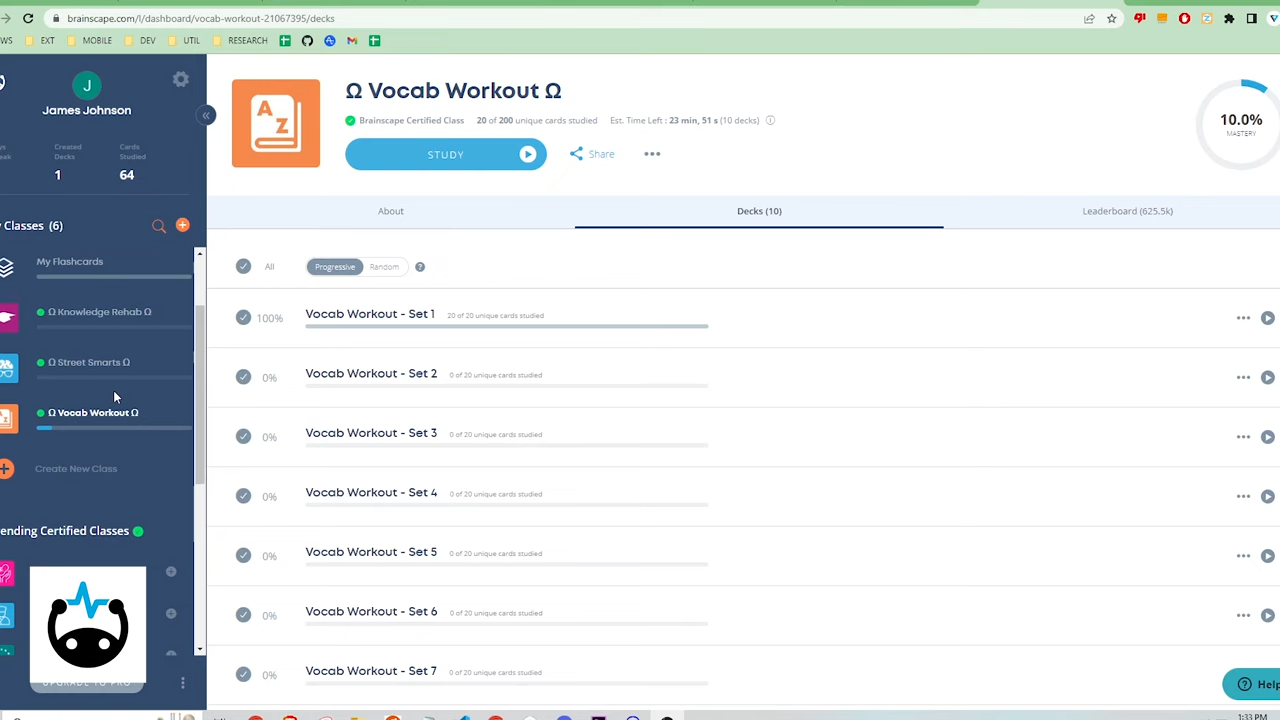 brainscape.com/l/dashboard/vocab-workout-21067395/decks
WS EXT MOBILE DEV UTIL RESEARCH
J
James Johnson
Created Decks
1
Cards Studied
64
Classes (6)
My Flashcards
Ω Knowledge Rehab Ω
Ω Street Smarts Ω
Ω Vocab Workout Ω
Create New Class
ending Certified Classes
Ω Vocab Workout Ω
Brainscape Certified Class 20 of 200 unique cards studied Est. Time Left : 23 min, 51 s (10 decks)
STUDY Share
10.0%
MASTERY
A
Z
About Decks (10) Leaderboard (625.5k)
All Progressive Random ?
100% Vocab Workout - Set 1 20 of 20 unique cards studied
0% Vocab Workout - Set 2 0 of 20 unique cards studied
0% Vocab Workout - Set 3 0 of 20 unique cards studied
0% Vocab Workout - Set 4 0 of 20 unique cards studied
0% Vocab Workout - Set 5 0 of 20 unique cards studied
0% Vocab Workout - Set 6 0 of 20 unique cards studied
0% Vocab Workout - Set 7 0 of 20 unique cards studied
? Help
1:33 PM